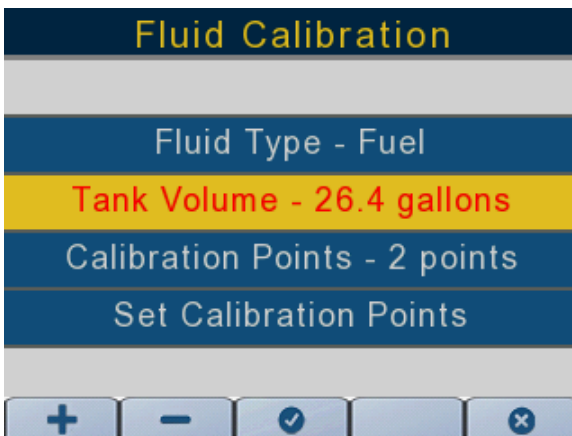 Fluid Calibration
Fluid Type - Fuel
Tank Volume - 26.4 gallons
Calibration Points - 2 points
Set Calibration Points